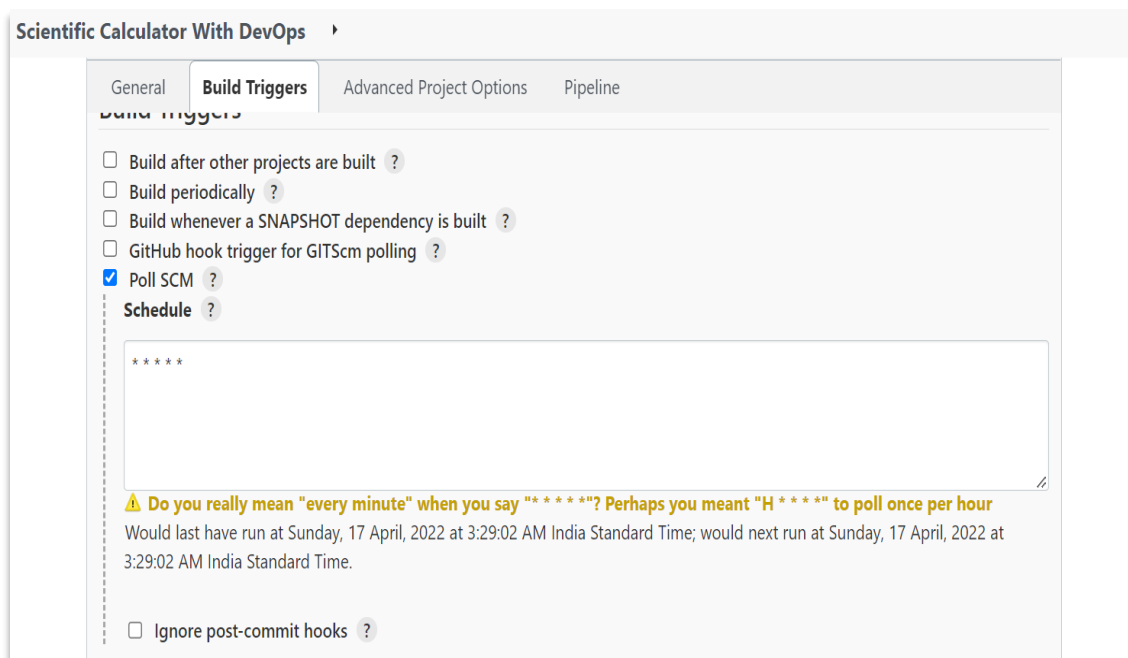 Scientific Calculator With DevOps
General Build Triggers Advanced Project Options Pipeline
Build Triggers
Build after other projects are built ?
Build periodically ?
Build whenever a SNAPSHOT dependency is built ?
GitHub hook trigger for GITScm polling ?
Poll SCM ?
Schedule ?
* * * * *
Do you really mean "every minute" when you say "* * * * *"? Perhaps you meant "H * * * *" to poll once per hour
Would last have run at Sunday, 17 April, 2022 at 3:29:02 AM India Standard Time; would next run at Sunday, 17 April, 2022 at
3:29:02 AM India Standard Time.
Ignore post-commit hooks ?